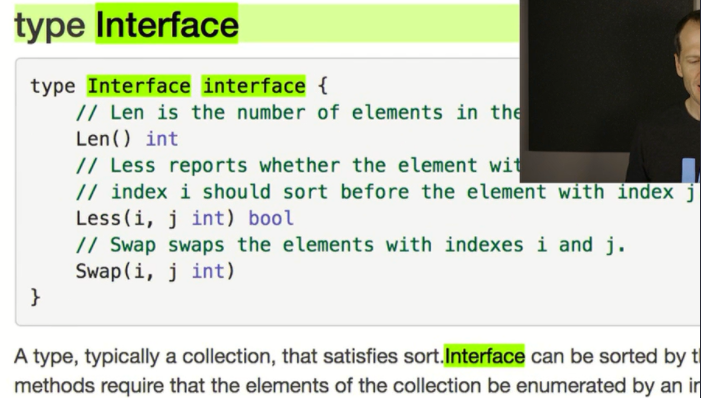 type Interface
type Interface interface {
// Len is the number of elements in the
Len() int
// Less reports whether the element
// index i should sort before the element with index j
Less(i, j int) bool
// Swap swaps the elements with indexes i and j.
Swap(i, j int)
}
A type, typically a collection, that satisfies sort.Interface can be sorted by
methods require that the elements of the collection be enumerated by an